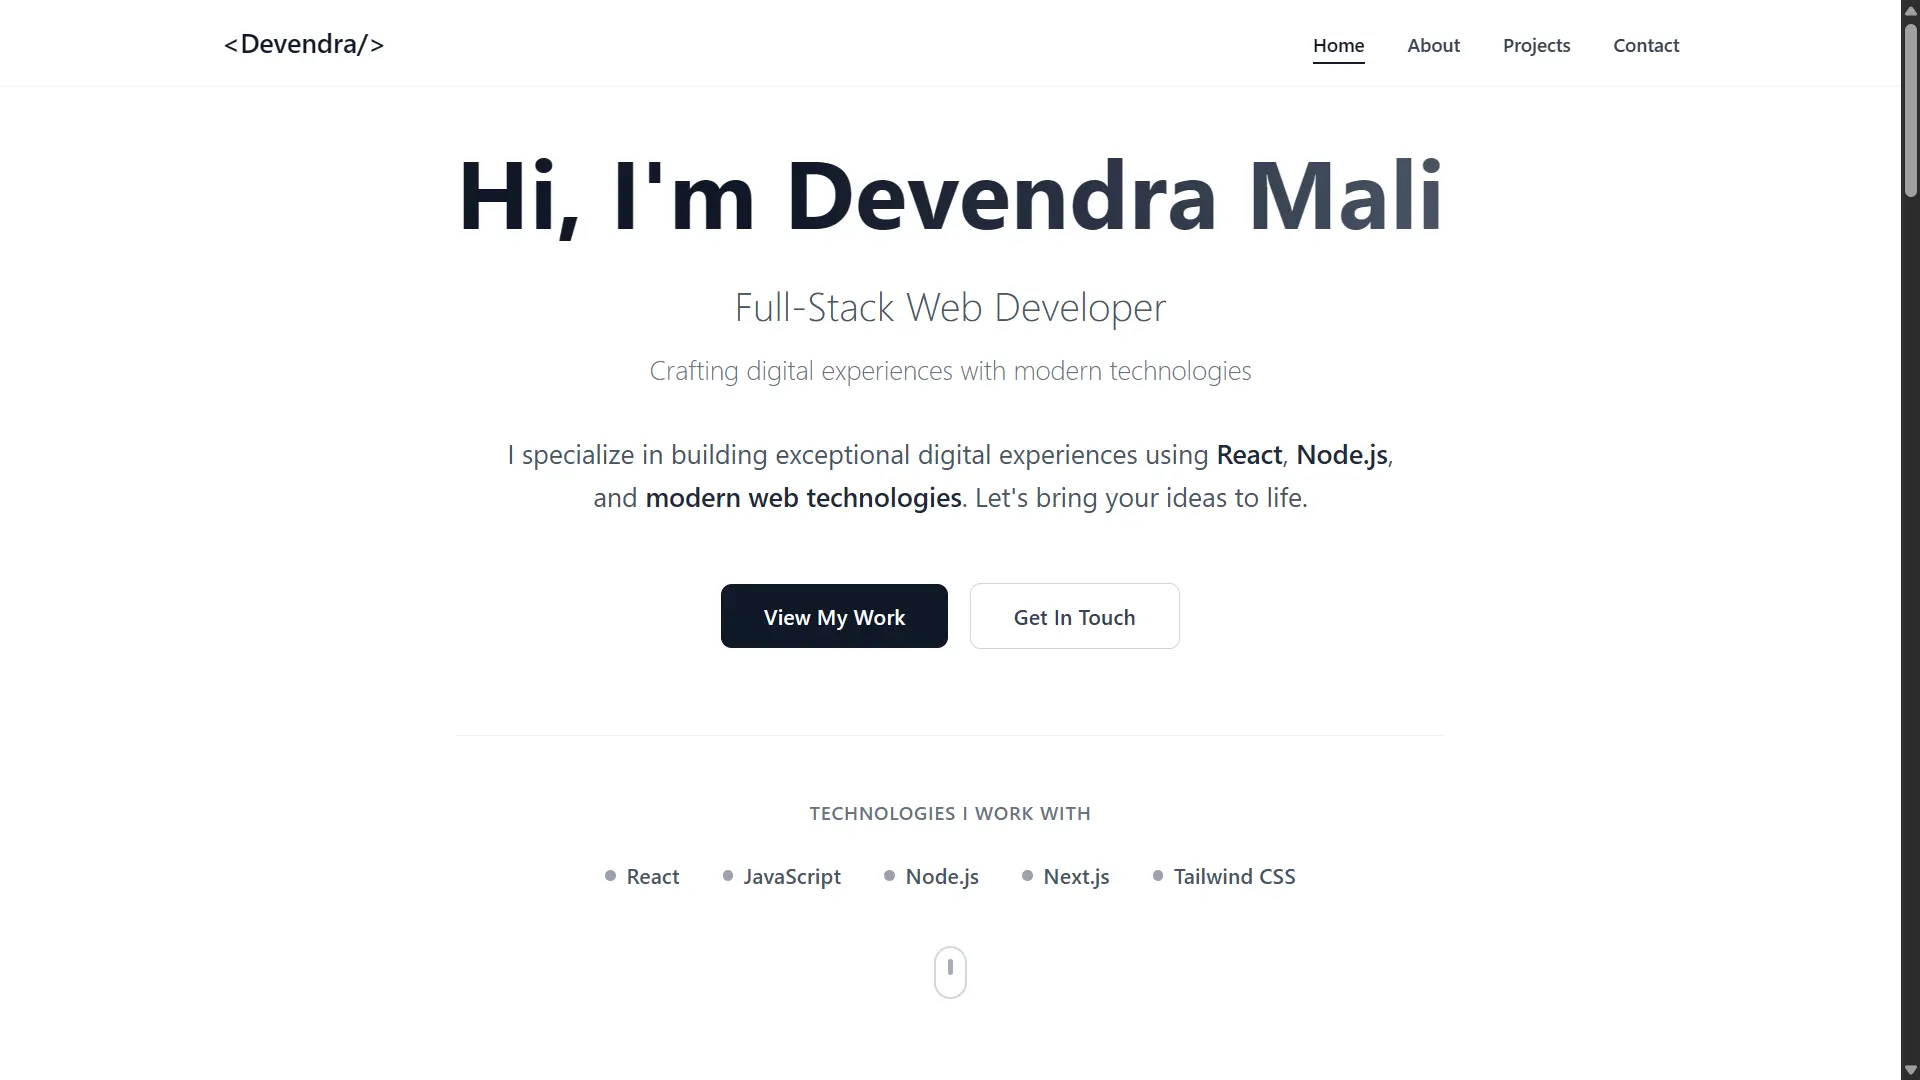 <Devendra/>
Home About Projects Contact
Hi, I'm Devendra Mali
Full-Stack Web Developer
Crafting digital experiences with modern technologies
I specialize in building exceptional digital experiences using React, Node.js,
and modern web technologies. Let's bring your ideas to life.
View My Work Get In Touch
TECHNOLOGIES I WORK WITH
React JavaScript Node.js Next.js Tailwind CSS